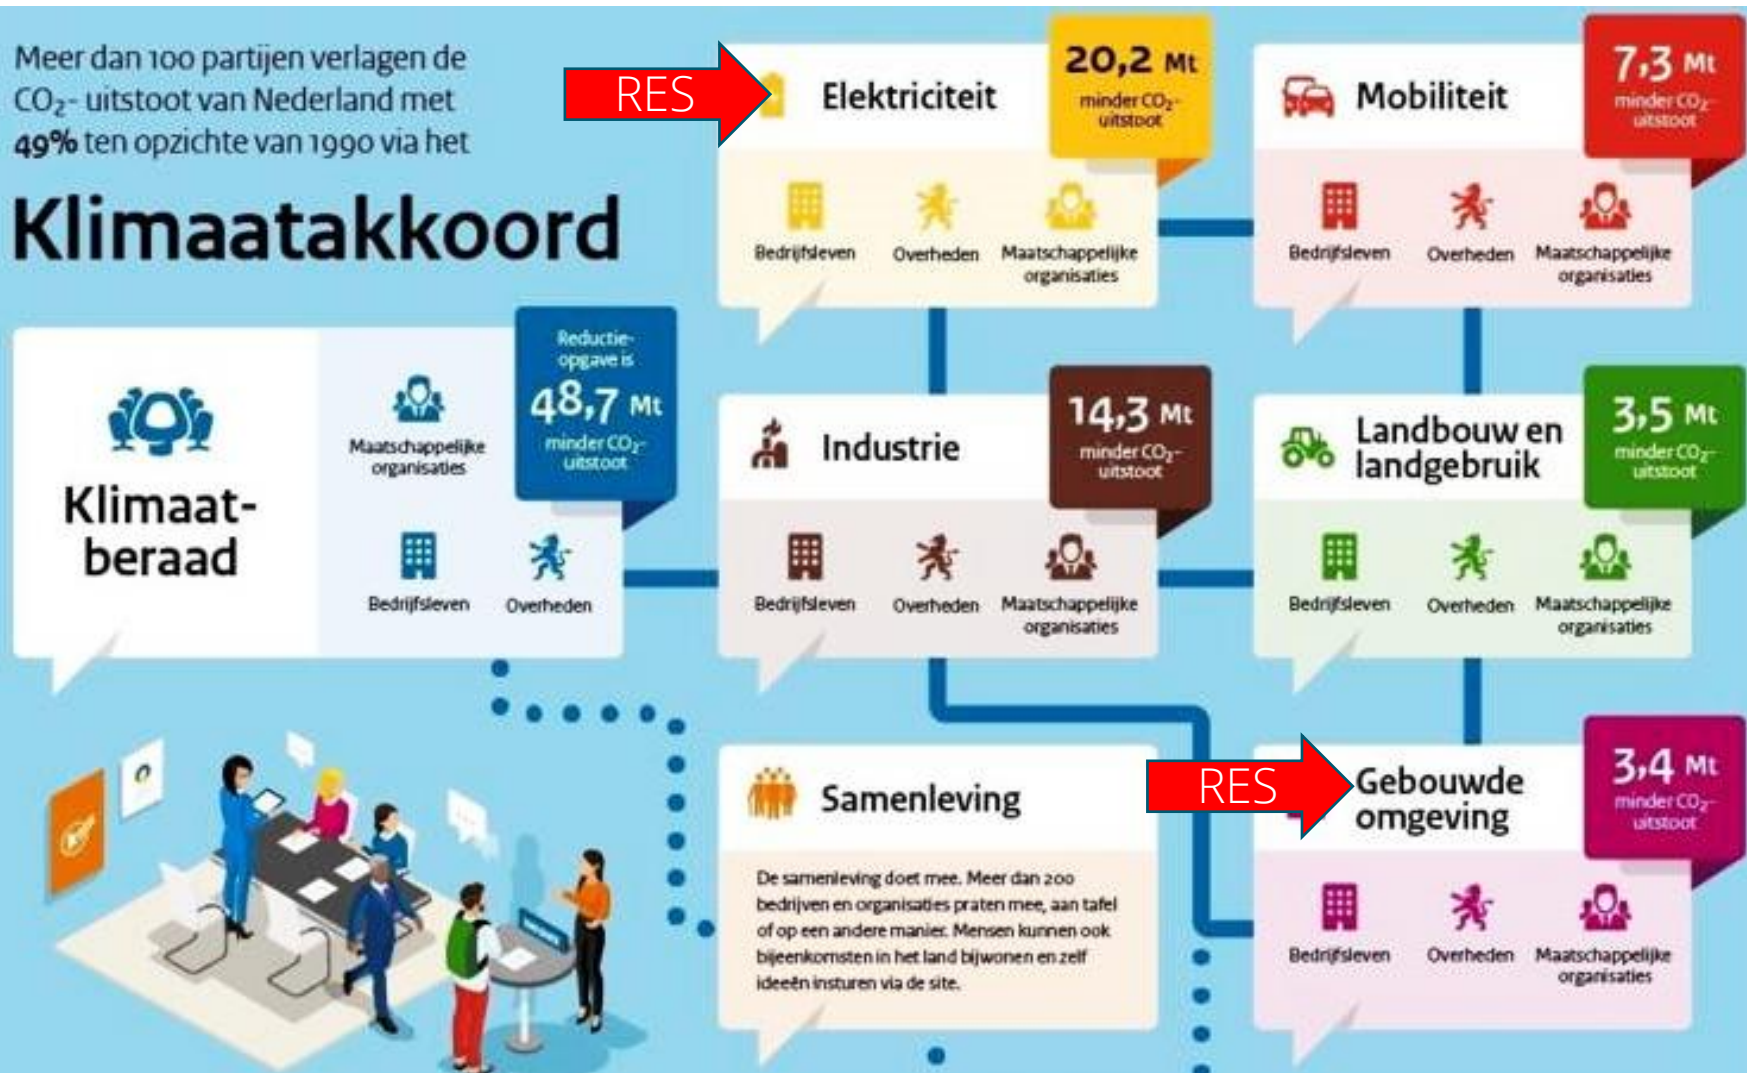 Meer dan 100 partijen verlagen de
CO₂- uitstoot van Nederland met
49% ten opzichte van 1990 via het
Klimaatakkoord
Klimaat-
beraad
Maatschappelijke
organisaties
Bedrijfsleven
Overheden
Reductie-
opgave is
48,7 Mt
minder CO₂-
uitstoot
RES
Elektriciteit
20,2 Mt
minder CO₂-
uitstoot
Bedrijfsleven
Overheden
Maatschappelijke
organisaties
Mobiliteit
7,3 Mt
minder CO₂-
uitstoot
Bedrijfsleven
Overheden
Maatschappelijke
organisaties
Industrie
14,3 Mt
minder CO₂-
uitstoot
Bedrijfsleven
Overheden
Maatschappelijke
organisaties
Landbouw en
landgebruik
3,5 Mt
minder CO₂-
uitstoot
Bedrijfsleven
Overheden
Maatschappelijke
organisaties
Samenleving
De samenleving doet mee. Meer dan 200
bedrijven en organisaties praten mee, aan tafel
of op een andere manier. Mensen kunnen ook
bijeenkomsten in het land bijwonen en zelf
ideeën insturen via de site.
RES
Gebouwde
omgeving
3,4 Mt
minder CO₂-
uitstoot
Bedrijfsleven
Overheden
Maatschappelijke
organisaties